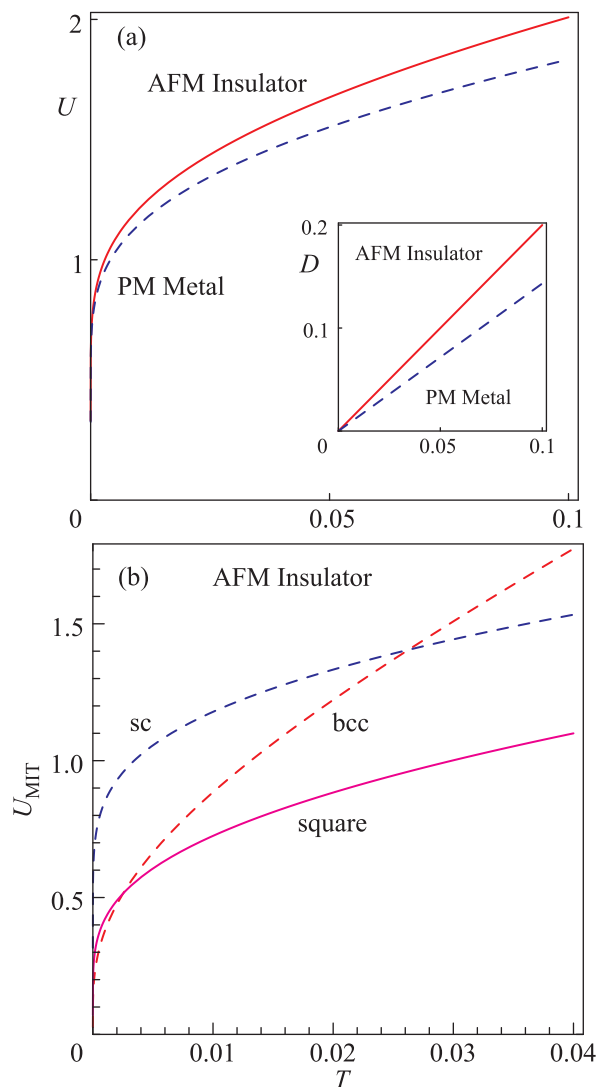 2
(a)
AFM Insulator
U
1
PM Metal
0.2
D
AFM Insulator
0.1
PM Metal
0
0.05
0.1
0
0.05
0.1
(b)
AFM Insulator
1.5
sc
bcc
1.0
U_MIT
square
0.5
0
0.01
0.02
0.03
0.04
T